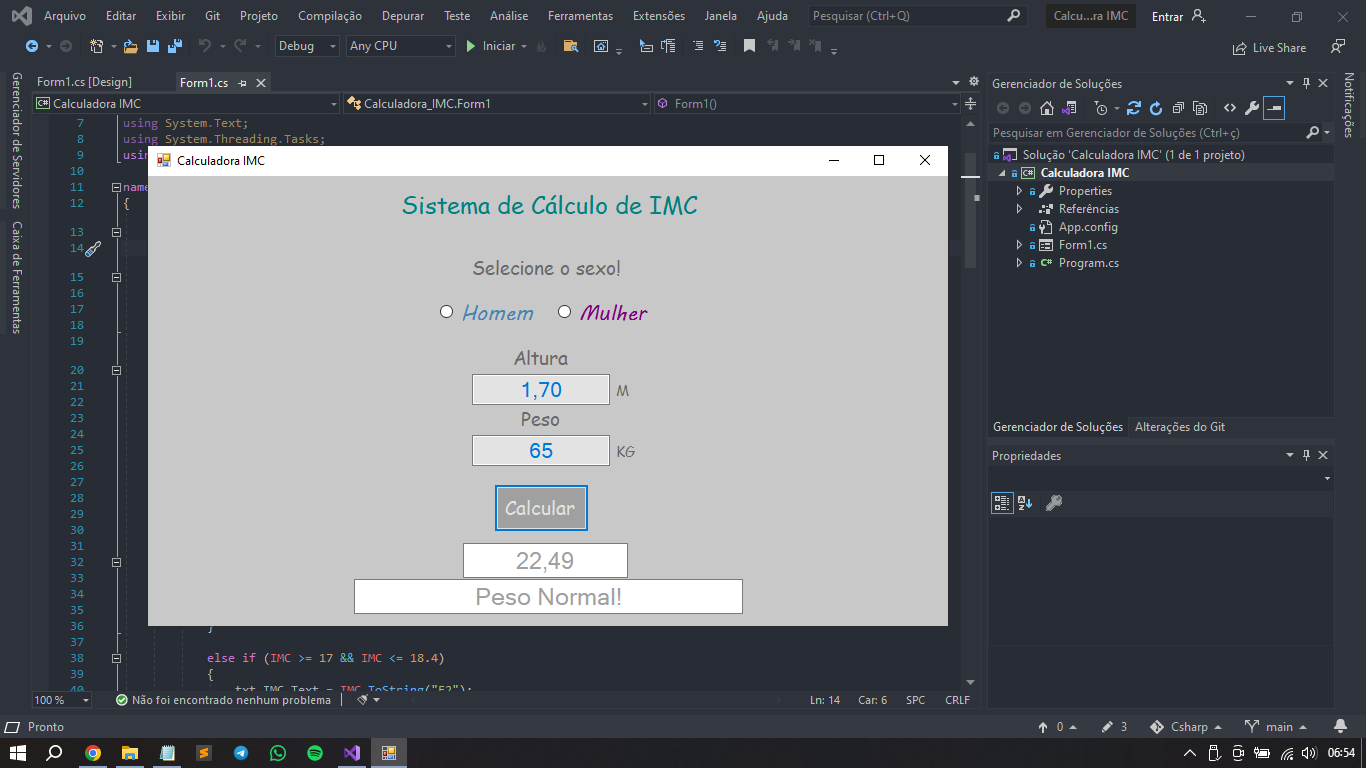 Arquivo Editar Exibir Git Projeto Compilação Depurar Teste Análise Ferramentas Extensões Janela Ajuda Pesquisar (Ctrl+Q) Calcu...ra IMC Entrar
Debug Any CPU Iniciar Live Share
Gerenciador de Servidores
Caixa de Ferramentas
Form1.cs [Design] Form1.cs
Calculadora IMC Calculadora_IMC.Form1 Form1()
7 using System.Text;
8 using System.Threading.Tasks;
9 usin
10
11 name
12 {
13
14
15
16
17
18
19
20
21
22
23
24
25
26
27
28
29
30
31
32
33
34
35
36 }
37
38 else if (IMC >= 17 && IMC <= 18.4)
39 {
40 txt_IMC.Text = IMC.ToString("F2");
Calculadora IMC
Sistema de Cálculo de IMC
Selecione o sexo!
Homem Mulher
Altura
1,70 M
Peso
65 KG
Calcular
22,49
Peso Normal!
100 % Não foi encontrado nenhum problema Ln: 14 Car: 6 SPC CRLF
Gerenciador de Soluções
Pesquisar em Gerenciador de Soluções (Ctrl+ç)
Solução 'Calculadora IMC' (1 de 1 projeto)
Calculadora IMC
Properties
Referências
App.config
Form1.cs
Program.cs
Gerenciador de Soluções Alterações do Git
Propriedades
Notificações
Pronto 0 3 Csharp main
06:54